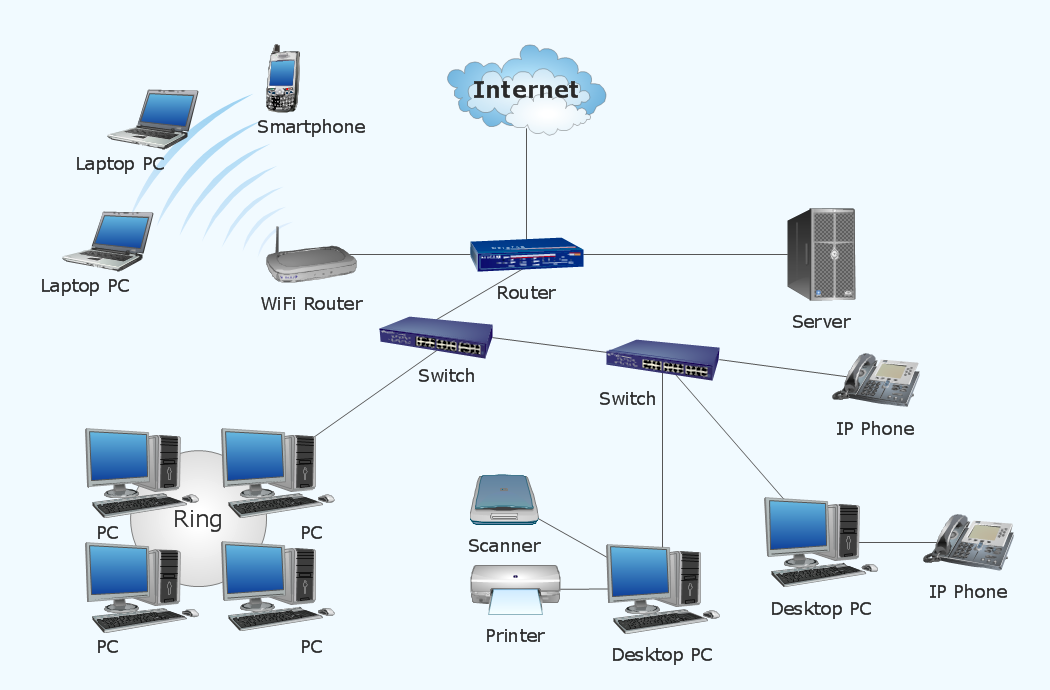 Internet
Smartphone
Laptop PC
Laptop PC
WiFi Router
Router
Server
Switch
Switch
IP Phone
Ring
PC
PC
PC
PC
Scanner
Printer
Desktop PC
Desktop PC
IP Phone